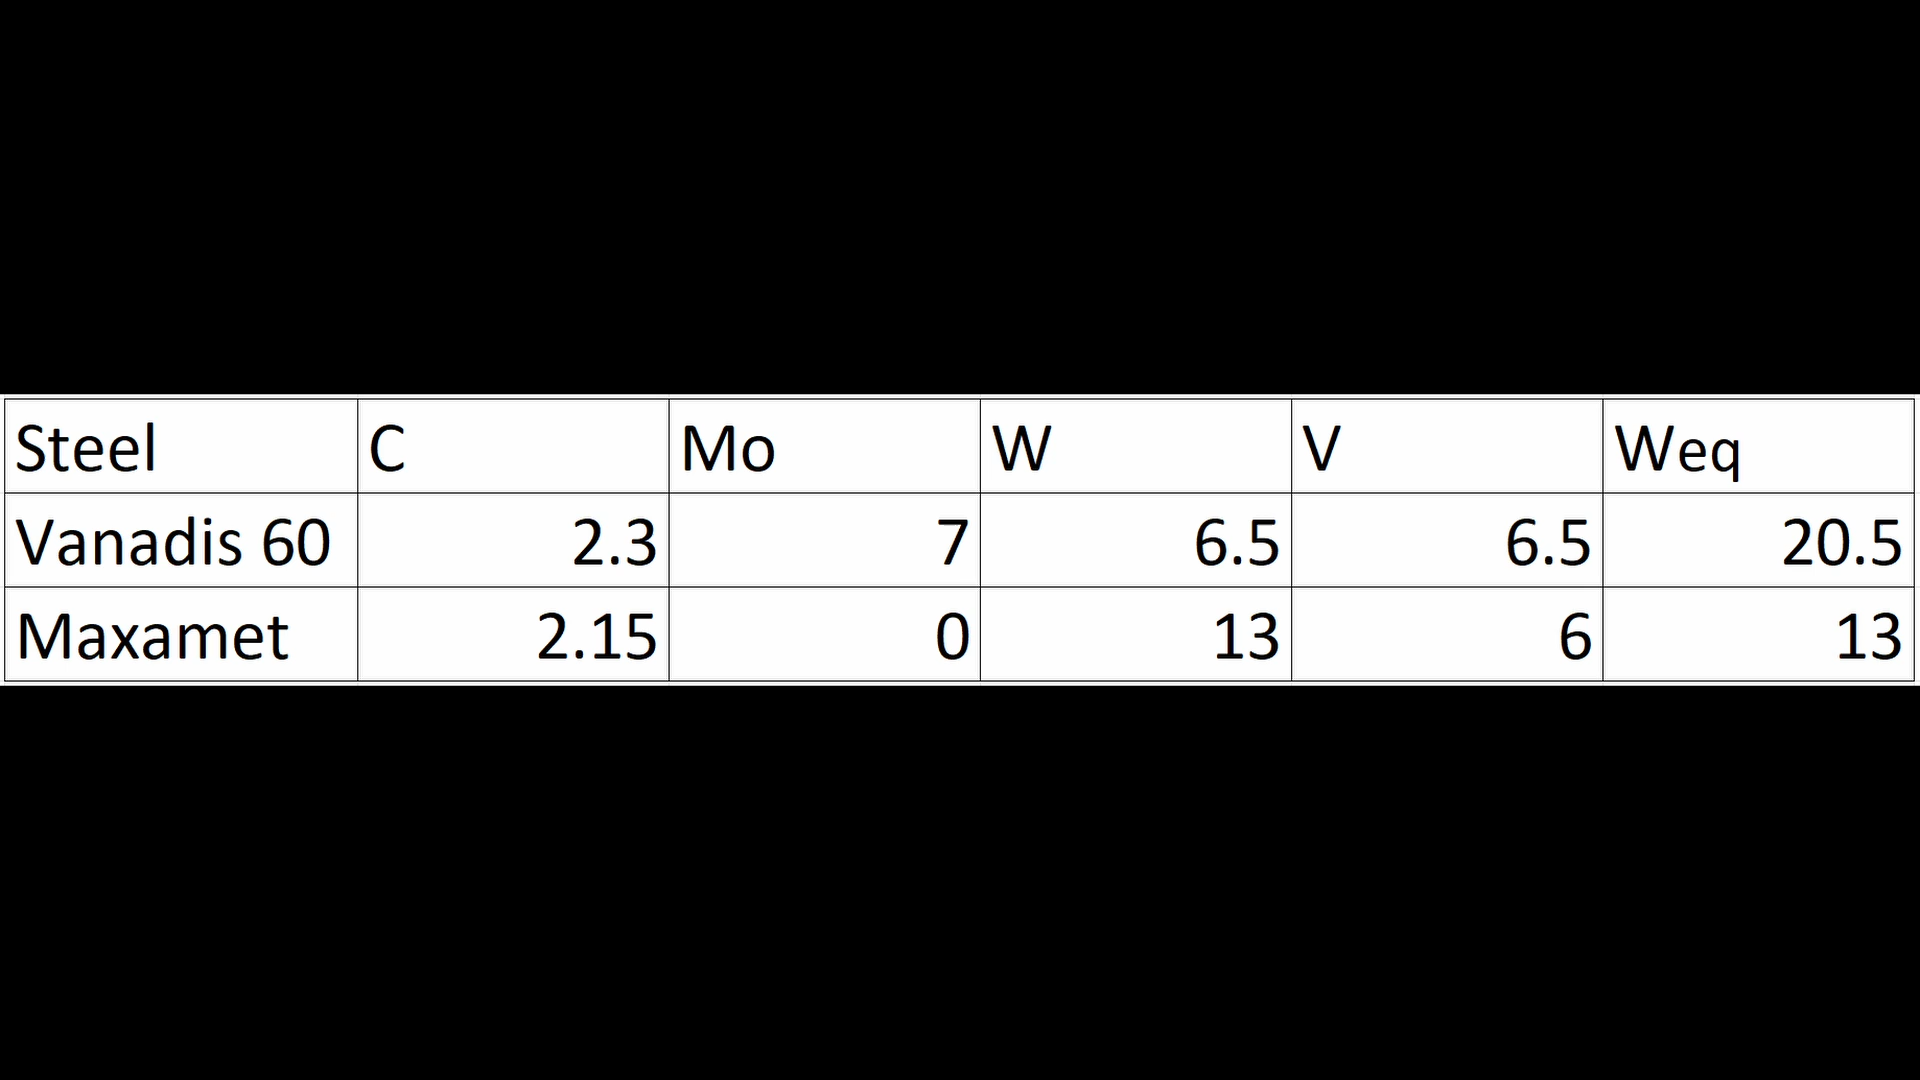 Steel C Mo W V Weq
Vanadis 60 2.3 7 6.5 6.5 20.5
Maxamet 2.15 0 13 6 13